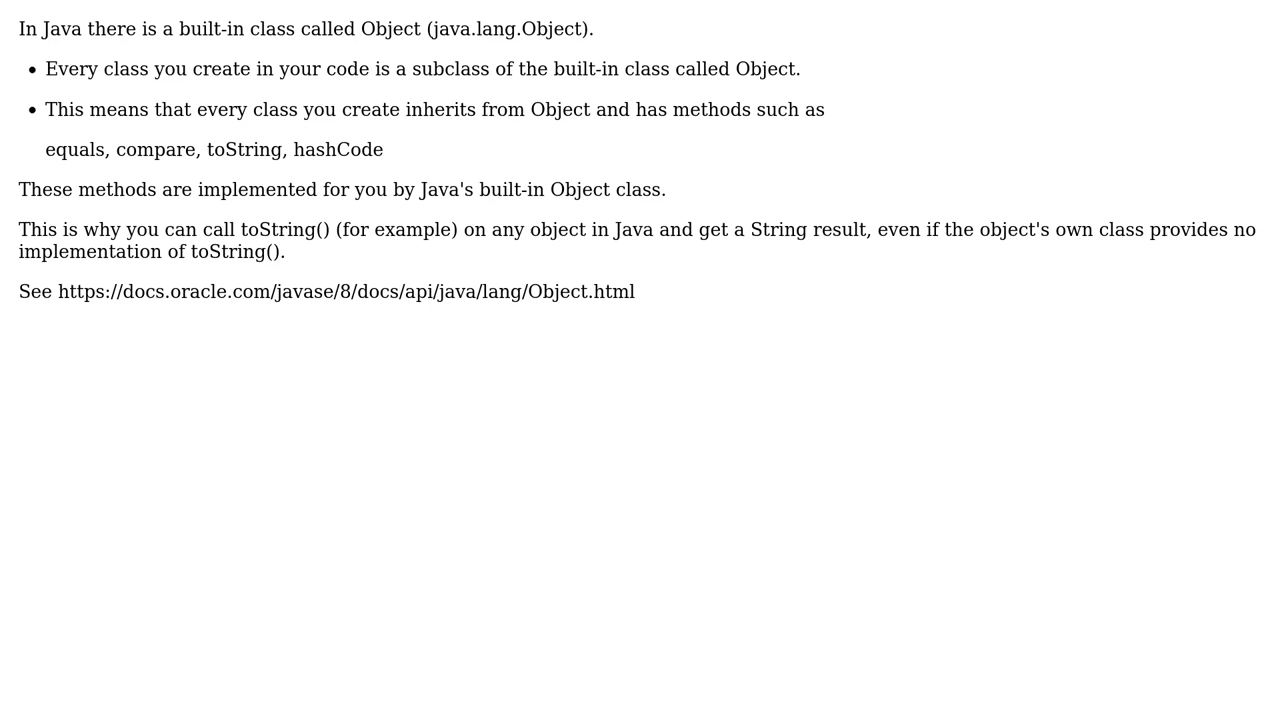 In Java there is a built-in class called Object (java.lang.Object).
• Every class you create in your code is a subclass of the built-in class called Object.
• This means that every class you create inherits from Object and has methods such as
equals, compare, toString, hashCode
These methods are implemented for you by Java's built-in Object class.
This is why you can call toString() (for example) on any object in Java and get a String result, even if the object's own class provides no
implementation of toString().
See https://docs.oracle.com/javase/8/docs/api/java/lang/Object.html